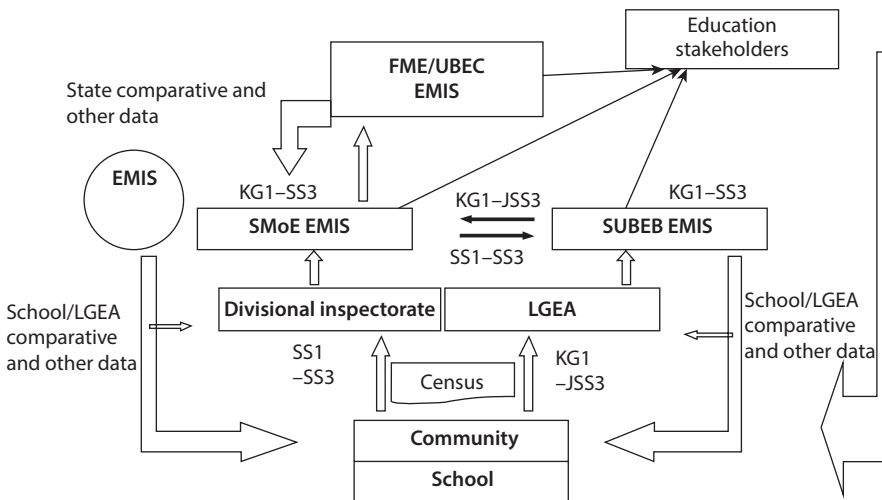 Education
stakeholders
FME/UBEC
EMIS
State comparative and
other data
EMIS
KG1–SS3
KG1–JSS3
KG1–SS3
SMoE EMIS
SUBEB EMIS
SS1–SS3
Divisional inspectorate
LGEA
School/LGEA
comparative
and other data
School/LGEA
comparative
and other data
SS1
–SS3
Census
KG1
–JSS3
Community
School